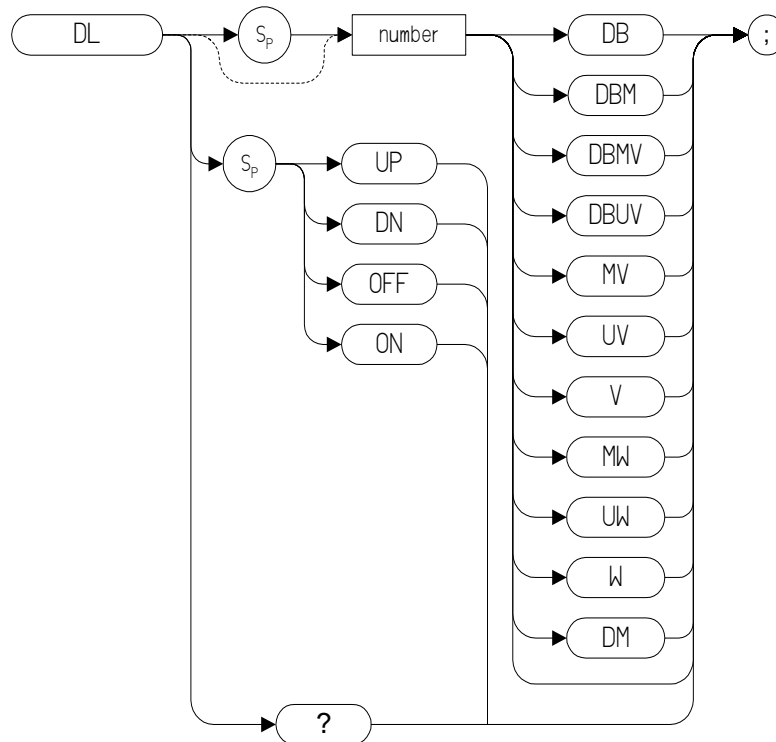 DL
SP
number
DB
;
DBM
DBMV
SP
UP
DBUV
DN
MV
OFF
UV
ON
V
MW
UW
W
DM
?